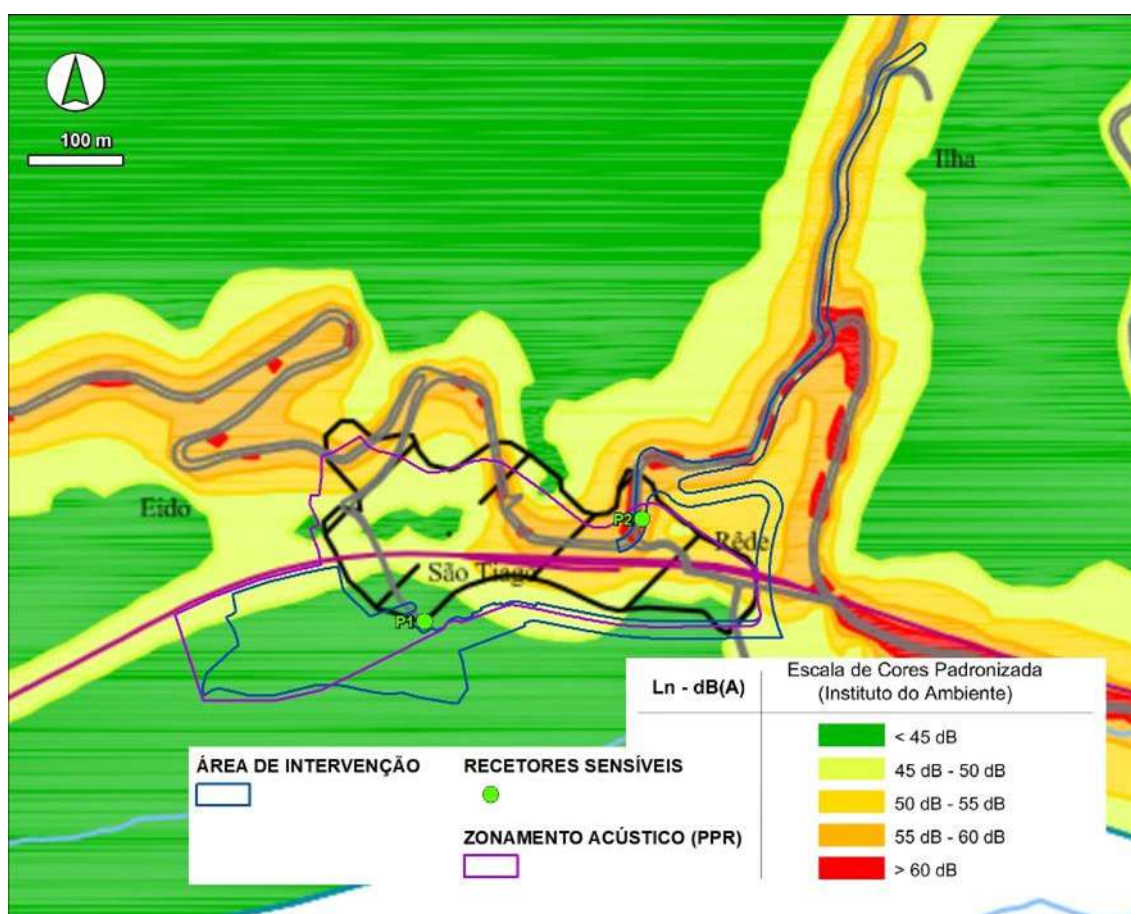 100 m
Ilha
Eido
P2
Rêde
São Tiago
P1
Ln - dB(A)
Escala de Cores Padronizada
(Instituto do Ambiente)
< 45 dB
45 dB - 50 dB
50 dB - 55 dB
55 dB - 60 dB
> 60 dB
ÁREA DE INTERVENÇÃO
RECETORES SENSÍVEIS
ZONAMENTO ACÚSTICO (PPR)